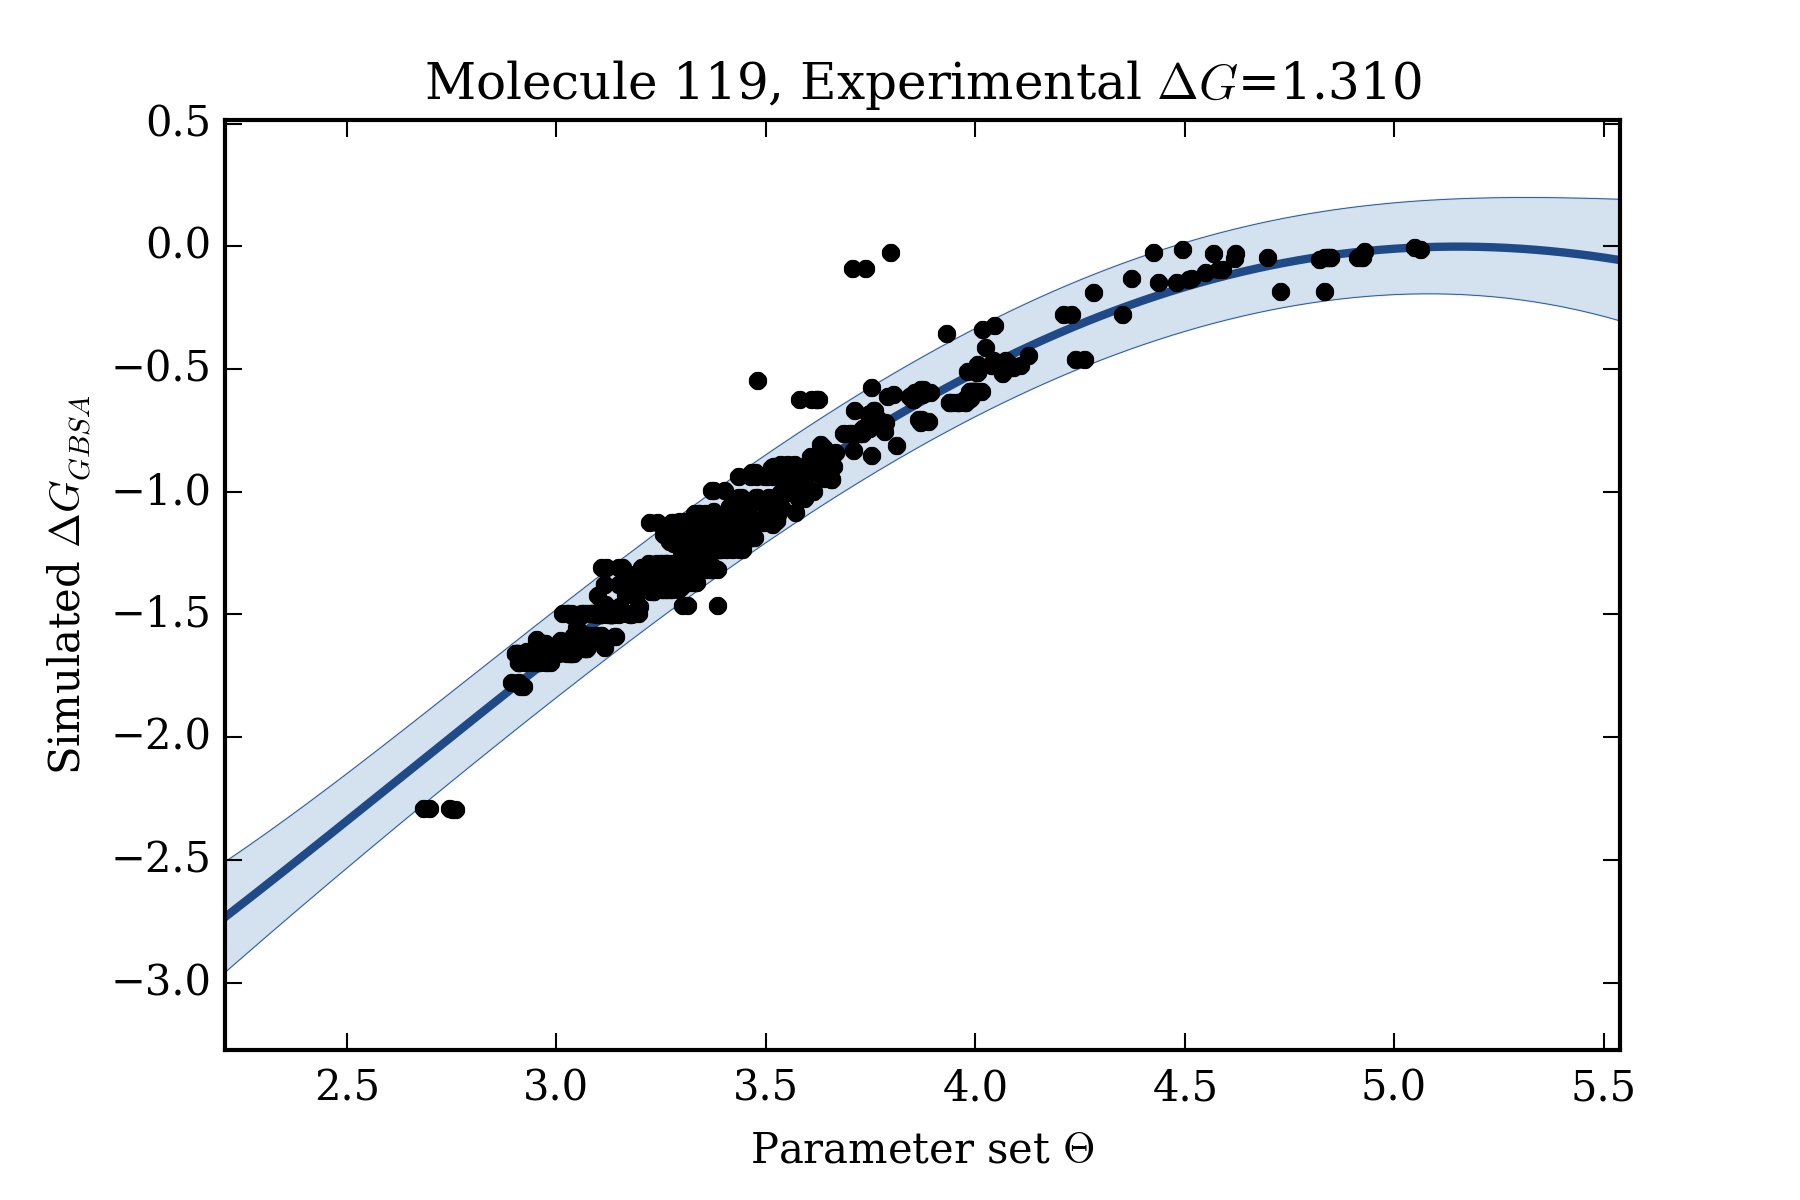 Molecule 119, Experimental ΔG=1.310
0.5
0.0
−0.5
−1.0
−1.5
−2.0
−2.5
−3.0
Simulated ΔG_{GBSA}
2.5 3.0 3.5 4.0 4.5 5.0 5.5
Parameter set Θ